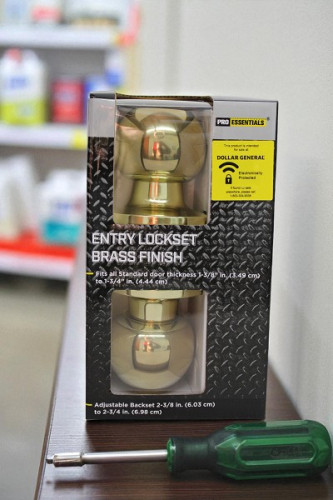 PRO ESSENTIALS
This product is intended
for sale at
DOLLAR GENERAL
Electronically
Protected
ENTRY LOCKSET
BRASS FINISH
Fits all Standard door thickness 1-3/8" in. (3.49 cm)
to 1-3/4" in. (4.44 cm)
Adjustable Backset 2-3/8 in. (6.03 cm)
to 2-3/4 in. (6.98 cm)